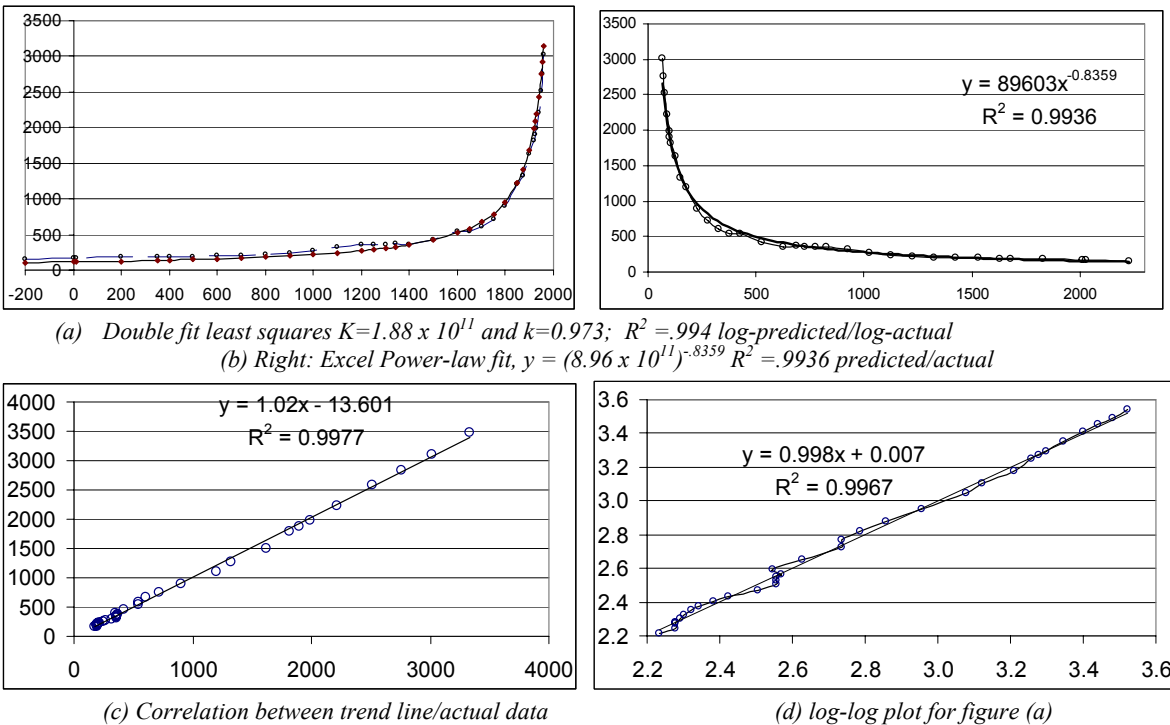 3500
3000
2500
2000
1500
1000
500
0
-200 0 200 400 600 800 1000 1200 1400 1600 1800 2000
3500
3000
2500
2000
1500
1000
500
0
0 500 1000 1500 2000
y = 89603x^-0.8359
R² = 0.9936
(a) Double fit least squares K=1.88 x 10^11 and k=0.973; R² =.994 log-predicted/log-actual
(b) Right: Excel Power-law fit, y = (8.96 x 10^11)^-.8359 R² =.9936 predicted/actual
4000
3500
3000
2500
2000
1500
1000
500
0
0 1000 2000 3000 4000
y = 1.02x - 13.601
R² = 0.9977
3.6
3.4
3.2
3.0
2.8
2.6
2.4
2.2
2.2 2.4 2.6 2.8 3.0 3.2 3.4 3.6
y = 0.998x + 0.007
R² = 0.9967
(c) Correlation between trend line/actual data
(d) log-log plot for figure (a)